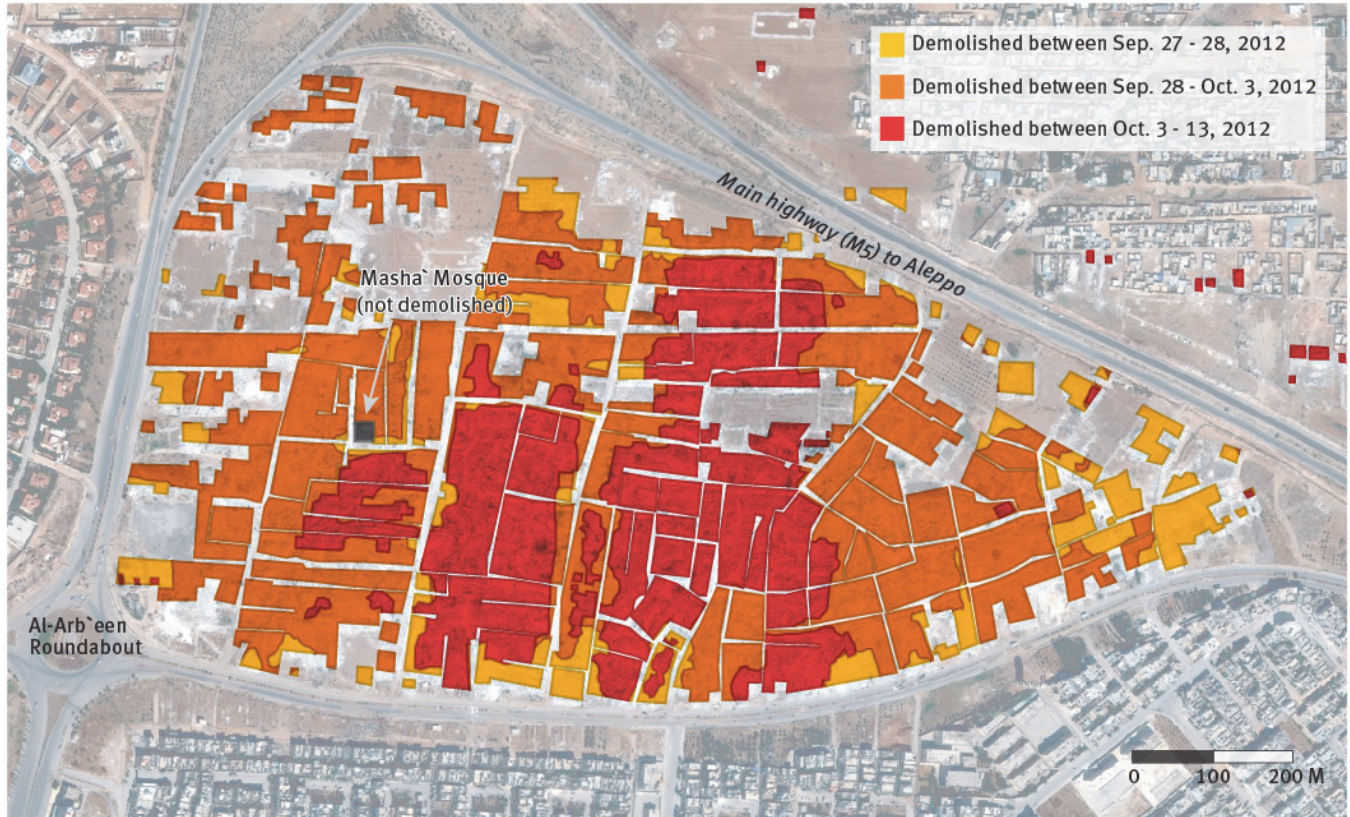 Demolished between Sep. 27 - 28, 2012
Demolished between Sep. 28 - Oct. 3, 2012
Demolished between Oct. 3 - 13, 2012
Main highway (M5) to Aleppo
Masha` Mosque
(not demolished)
Al-Arb`een
Roundabout
0 100 200 M